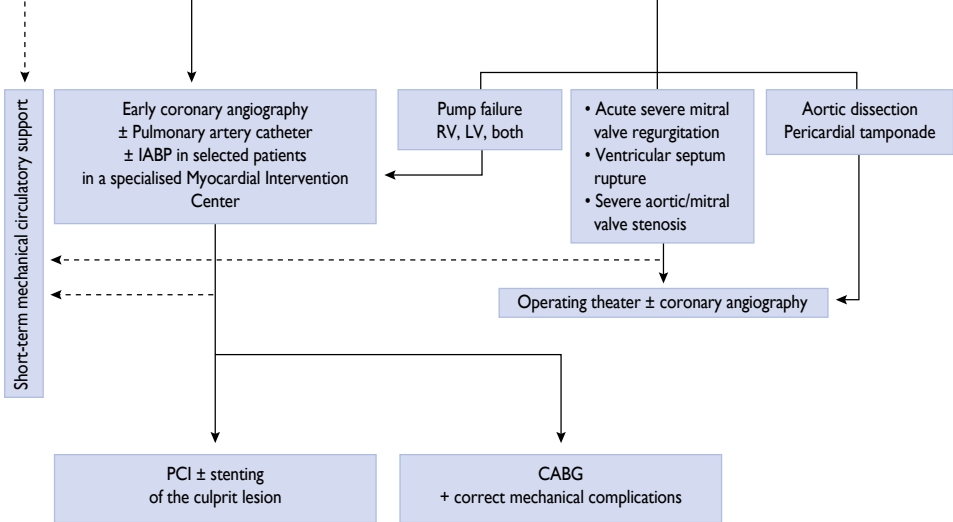 Short-term mechanical circulatory support
Early coronary angiography
± Pulmonary artery catheter
± IABP in selected patients
in a specialised Myocardial Intervention
Center
Pump failure
RV, LV, both
• Acute severe mitral
valve regurgitation
• Ventricular septum
rupture
• Severe aortic/mitral
valve stenosis
Aortic dissection
Pericardial tamponade
Operating theater ± coronary angiography
PCI ± stenting
of the culprit lesion
CABG
+ correct mechanical complications